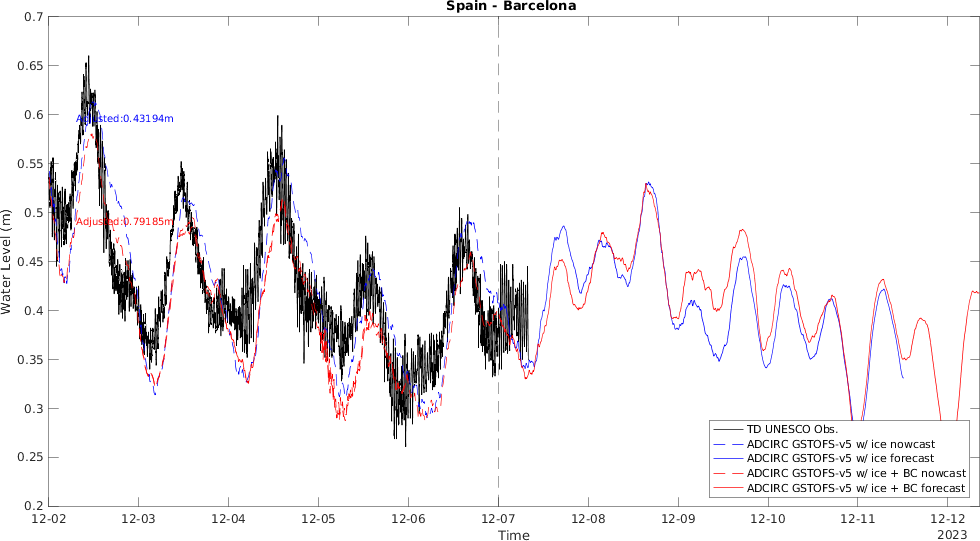 Spain - Barcelona
0.7
0.65
0.6
0.55
0.5
0.45
0.4
0.35
0.3
0.25
0.2
Water Level (m)
Adjusted:0.43194m
Adjusted:0.79185m
TD UNESCO Obs.
ADCIRC GSTOFS-v5 w/ ice nowcast
ADCIRC GSTOFS-v5 w/ ice forecast
ADCIRC GSTOFS-v5 w/ ice + BC nowcast
ADCIRC GSTOFS-v5 w/ ice + BC forecast
12-02 12-03 12-04 12-05 12-06 12-07 12-08 12-09 12-10 12-11 12-12
Time 2023